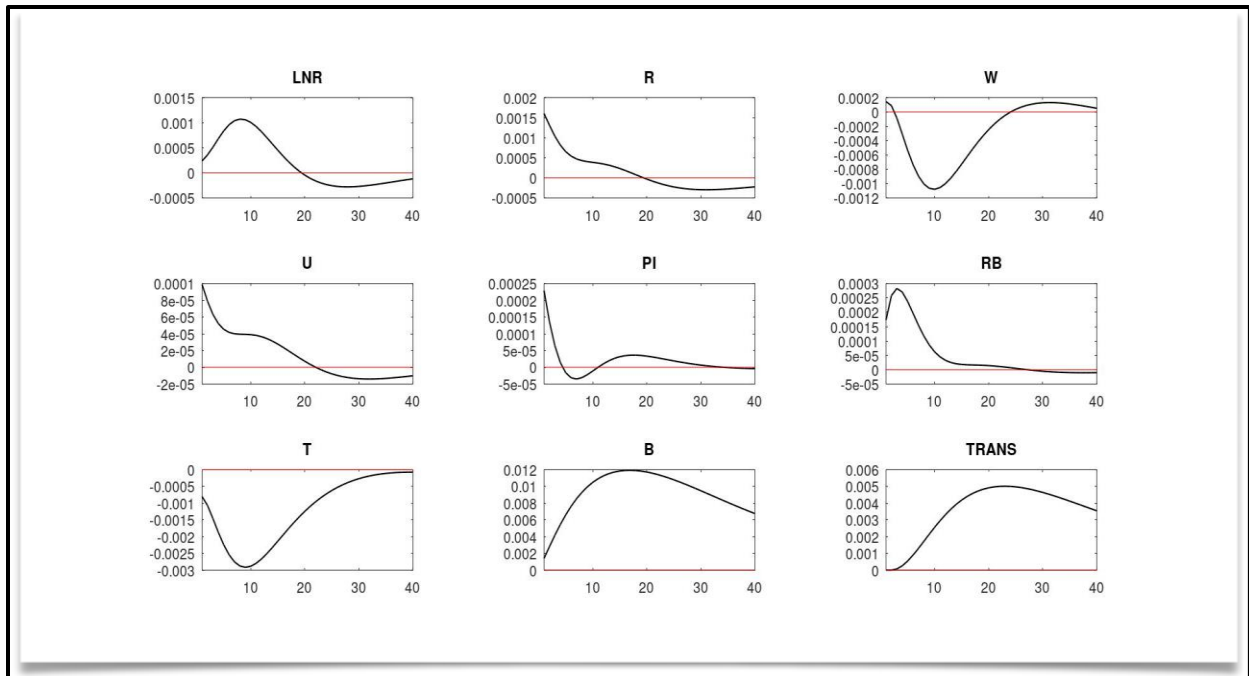 LNR
0.0015
0.001
0.0005
0
-0.0005
10 20 30 40
R
0.002
0.0015
0.001
0.0005
0
-0.0005
10 20 30 40
W
0.0002
0
-0.0002
-0.0004
-0.0006
-0.0008
-0.001
-0.0012
10 20 30 40
U
0.0001
8e-05
6e-05
4e-05
2e-05
0
-2e-05
10 20 30 40
PI
0.00025
0.0002
0.00015
0.0001
5e-05
0
-5e-05
10 20 30 40
RB
0.0003
0.00025
0.0002
0.00015
0.0001
5e-05
0
-5e-05
10 20 30 40
T
0
-0.0005
-0.001
-0.0015
-0.002
-0.0025
-0.003
10 20 30 40
B
0.012
0.01
0.008
0.006
0.004
0.002
0
10 20 30 40
TRANS
0.006
0.005
0.004
0.003
0.002
0.001
0
10 20 30 40